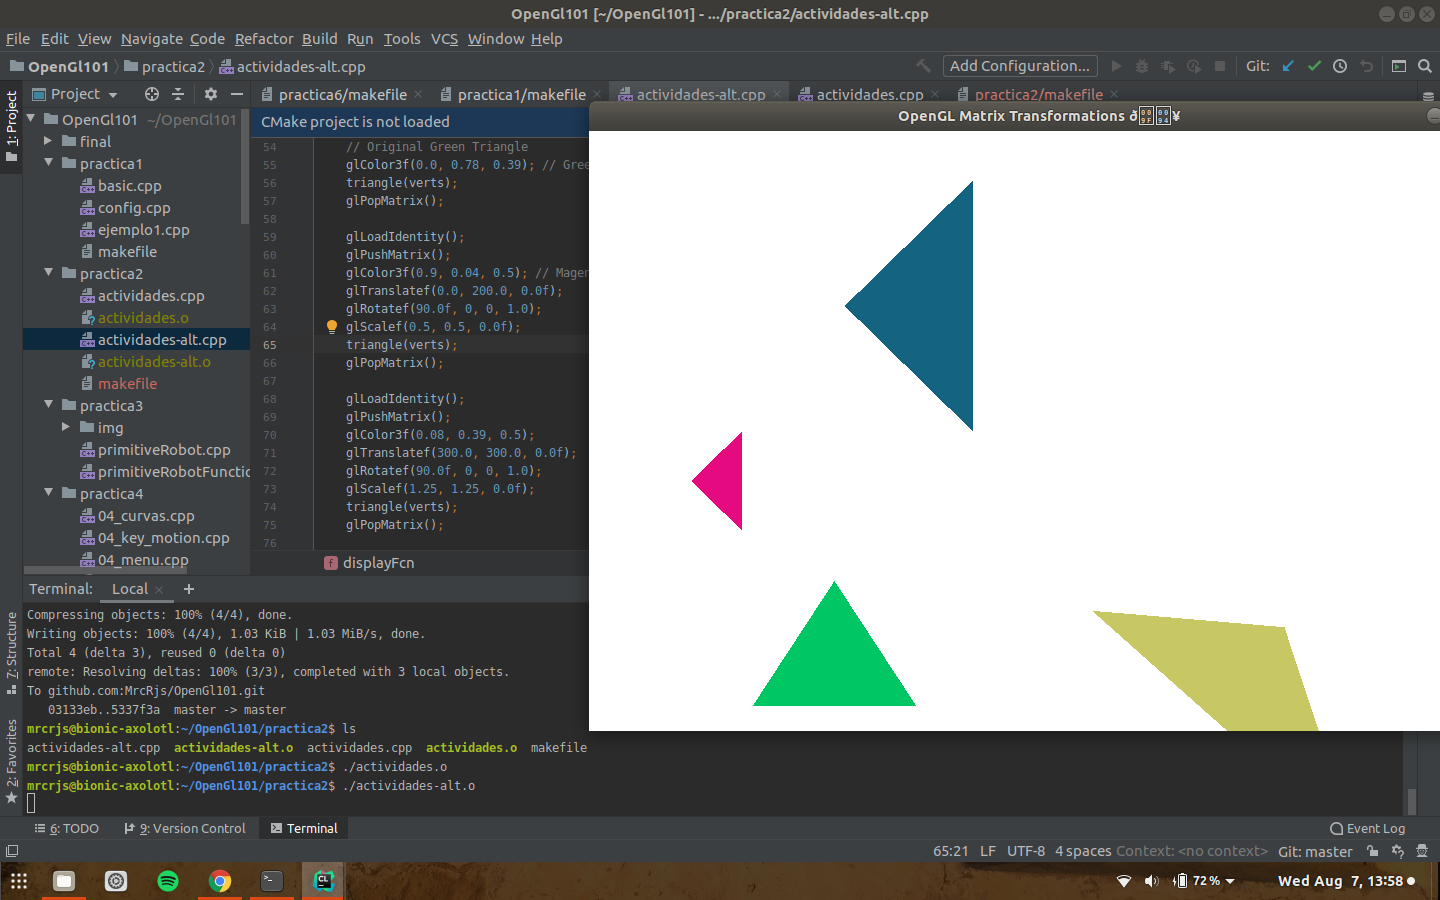 OpenGl101 [~/OpenGl101] - .../practica2/actividades-alt.cpp
File Edit View Navigate Code Refactor Build Run Tools VCS Window Help
OpenGl101 practica2 actividades-alt.cpp
Add Configuration...
Git:
1: Project
7: Structure
2: Favorites
Project
OpenGl101 ~/OpenGl101
final
practica1
basic.cpp
config.cpp
ejemplo1.cpp
makefile
practica2
actividades.cpp
actividades.o
actividades-alt.cpp
actividades-alt.o
makefile
practica3
img
primitiveRobot.cpp
primitiveRobotFunctio
practica4
04_curvas.cpp
04_key_motion.cpp
04_menu.cpp
practica6/makefile
practica1/makefile
actividades-alt.cpp
actividades.cpp
practica2/makefile
CMake project is not loaded
54 // Original Green Triangle
55 glColor3f(0.0, 0.78, 0.39); // Gree
56 triangle(verts);
57 glPopMatrix();
58
59 glLoadIdentity();
60 glPushMatrix();
61 glColor3f(0.9, 0.04, 0.5); // Magen
62 glTranslatef(0.0, 200.0, 0.0f);
63 glRotatef(90.0f, 0, 0, 1.0);
64 glScalef(0.5, 0.5, 0.0f);
65 triangle(verts);
66 glPopMatrix();
67
68 glLoadIdentity();
69 glPushMatrix();
70 glColor3f(0.08, 0.39, 0.5);
71 glTranslatef(300.0, 300.0, 0.0f);
72 glRotatef(90.0f, 0, 0, 1.0);
73 glScalef(1.25, 1.25, 0.0f);
74 triangle(verts);
75 glPopMatrix();
76
f displayFcn
OpenGL Matrix Transformations ð¥
Terminal: Local
Compressing objects: 100% (4/4), done.
Writing objects: 100% (4/4), 1.03 KiB | 1.03 MiB/s, done.
Total 4 (delta 3), reused 0 (delta 0)
remote: Resolving deltas: 100% (3/3), completed with 3 local objects.
To github.com:MrcRjs/OpenGl101.git
03133eb..5337f3a master -> master
mrcrjs@bionic-axolotl:~/OpenGl101/practica2$ ls
actividades-alt.cpp actividades-alt.o actividades.cpp actividades.o makefile
mrcrjs@bionic-axolotl:~/OpenGl101/practica2$ ./actividades.o
mrcrjs@bionic-axolotl:~/OpenGl101/practica2$ ./actividades-alt.o
6: TODO 9: Version Control Terminal
Event Log
65:21 LF UTF-8 4 spaces Context: <no context> Git: master
72 %
Wed Aug 7, 13:58